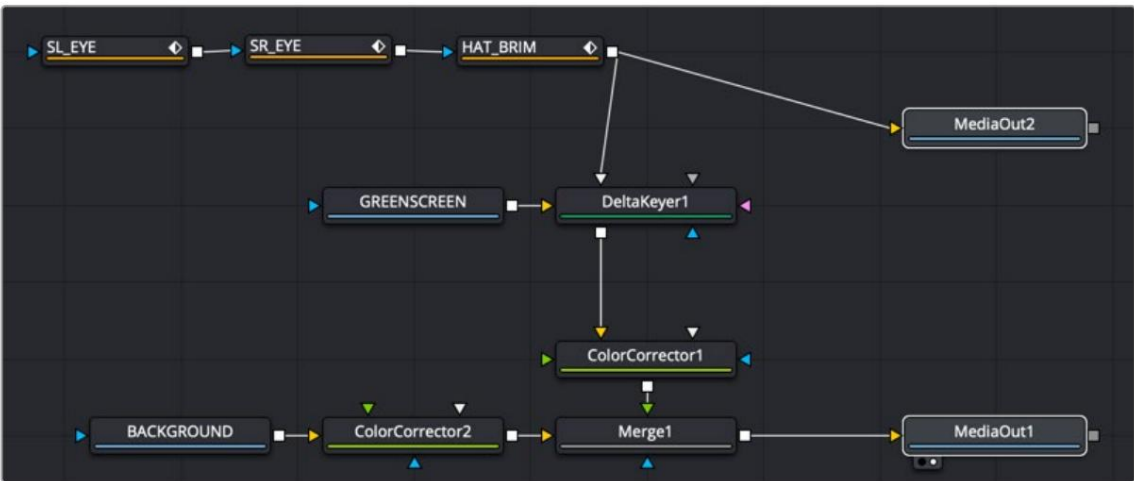 SL_EYE
SR_EYE
HAT_BRIM
MediaOut2
GREENSCREEN
DeltaKeyer1
ColorCorrector1
BACKGROUND
ColorCorrector2
Merge1
MediaOut1